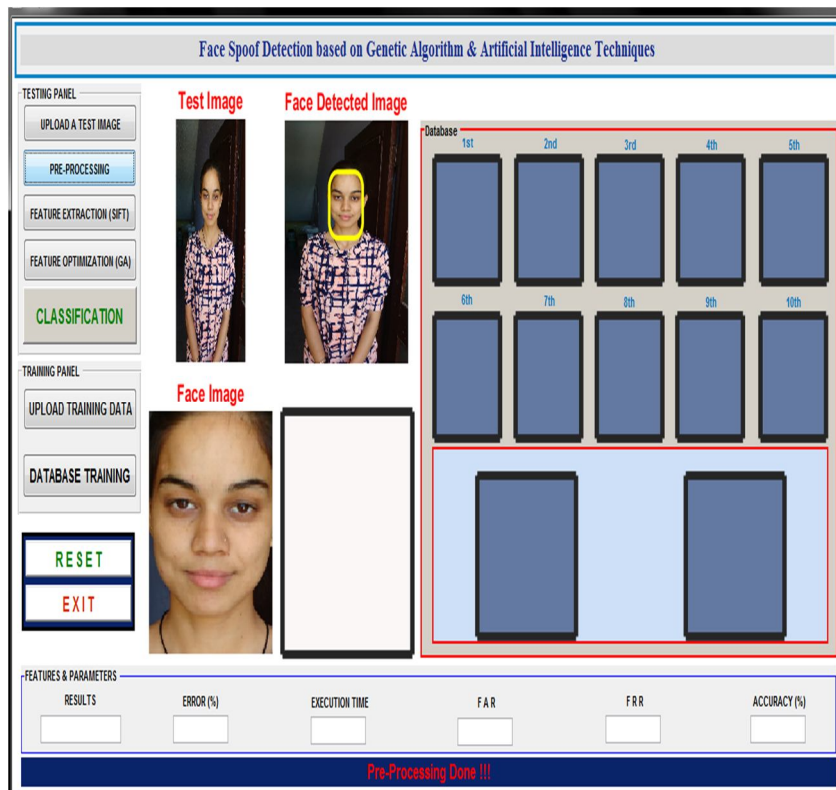 Face Spoof Detection based on Genetic Algorithm & Artificial Intelligence Techniques
TESTING PANEL
UPLOAD A TEST IMAGE
PRE-PROCESSING
FEATURE EXTRACTION (SIFT)
FEATURE OPTIMIZATION (GA)
CLASSIFICATION
TRAINING PANEL
UPLOAD TRAINING DATA
DATABASE TRAINING
RESET
EXIT
Test Image
Face Detected Image
Face Image
Database
1st 2nd 3rd 4th 5th
6th 7th 8th 9th 10th
FEATURES & PARAMETERS
RESULTS ERROR (%) EXECUTION TIME F A R F R R ACCURACY (%)
Pre-Processing Done !!!